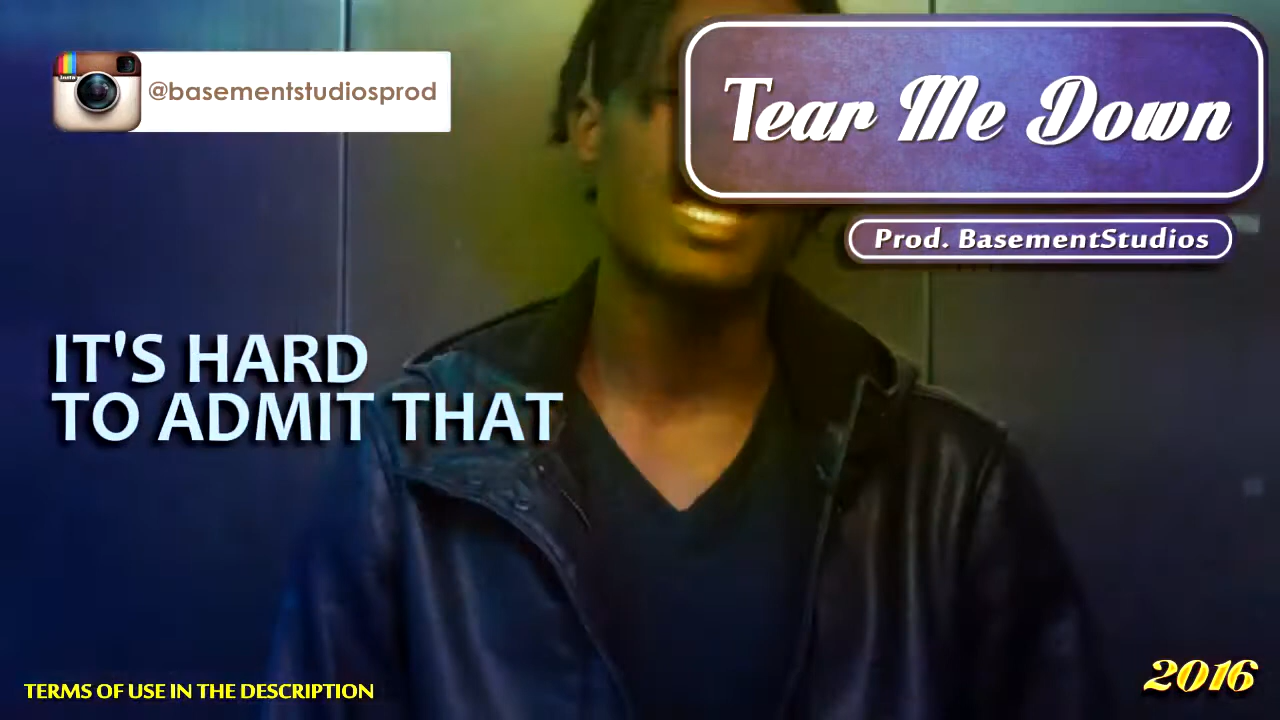 @basementstudiosprod
Tear Me Down
Prod. BasementStudios
IT'S HARD
TO ADMIT THAT
TERMS OF USE IN THE DESCRIPTION
2016